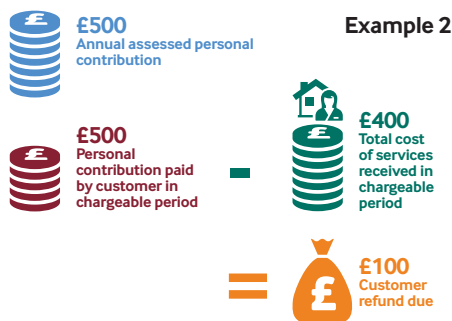 Example 2
£
£500
Annual assessed personal
contribution
£
£500
Personal
contribution paid
by customer in
chargeable period
-
£
£400
Total cost
of services
received in
chargeable
period
=
£
£100
Customer
refund due